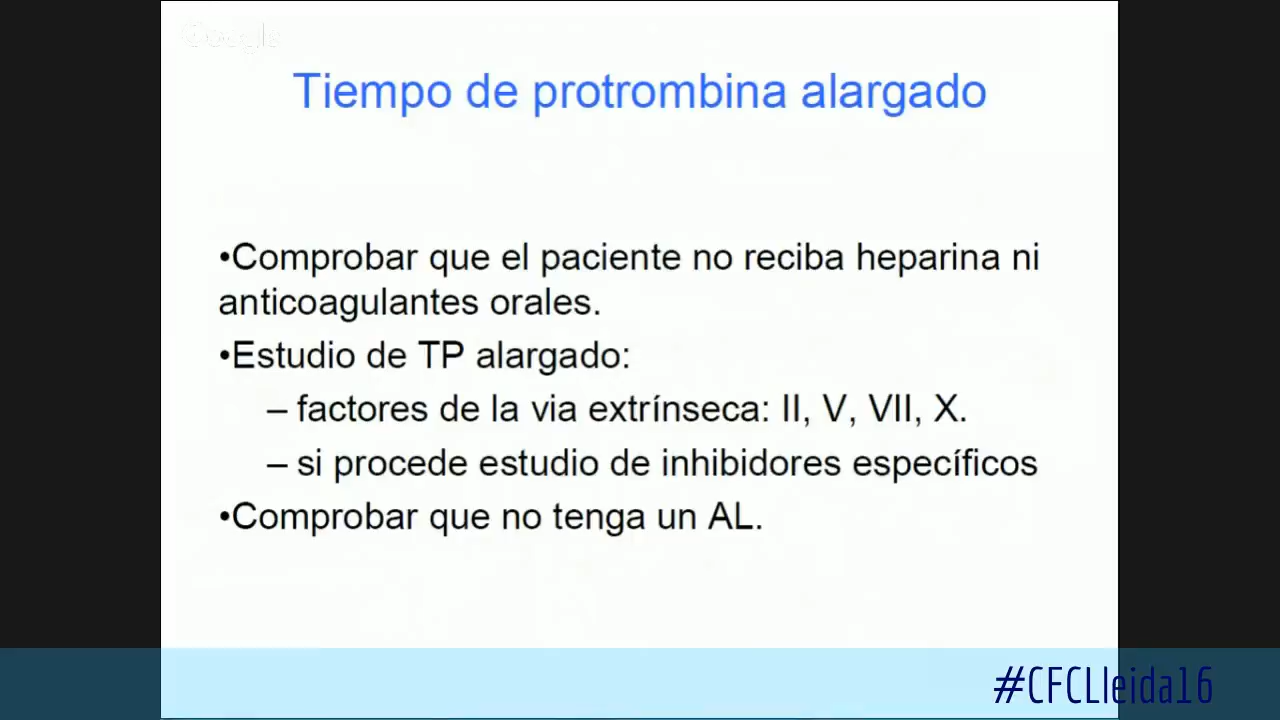 Google
Tiempo de protrombina alargado
•Comprobar que el paciente no reciba heparina ni
anticoagulantes orales.
•Estudio de TP alargado:
– factores de la via extrínseca: II, V, VII, X.
– si procede estudio de inhibidores específicos
•Comprobar que no tenga un AL.
#CFCLleida16